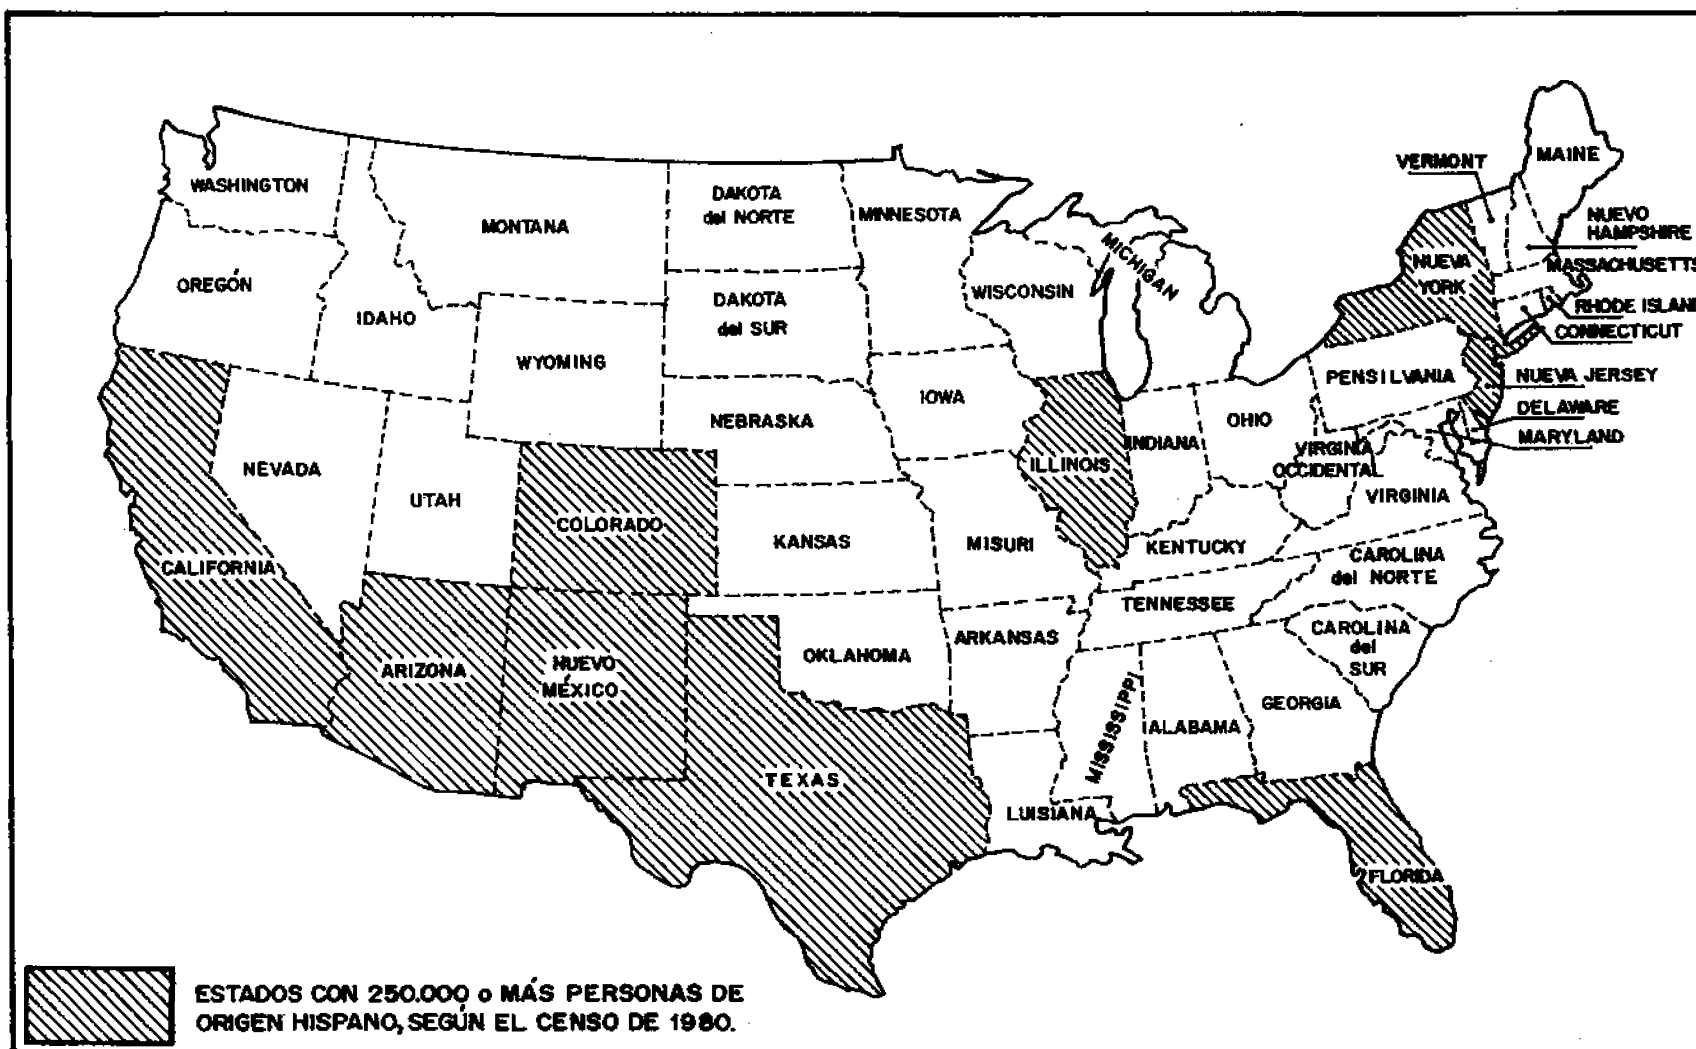 WASHINGTON
OREGÓN
IDAHO
MONTANA
DAKOTA
del NORTE
MINNESOTA
WISCONSIN
MICHIGAN
VERMONT
MAINE
NUEVO
HAMPSHIRE
MASSACHUSETTS
RHODE ISLAND
CONNECTICUT
NUEVA
YORK
NUEVA JERSEY
DELAWARE
MARYLAND
PENSILVANIA
DAKOTA
del SUR
WYOMING
NEBRASKA
IOWA
ILLINOIS
INDIANA
OHIO
VIRGINIA
OCCIDENTAL
VIRGINIA
NEVADA
UTAH
COLORADO
KANSAS
MISURI
KENTUCKY
CAROLINA
del NORTE
CALIFORNIA
ARIZONA
NUEVO
MÉXICO
OKLAHOMA
ARKANSAS
TENNESSEE
CAROLINA
del
SUR
TEXAS
LUISIANA
MISSISSIPPI
ALABAMA
GEORGIA
FLORIDA
ESTADOS CON 250.000 o MÁS PERSONAS DE
ORIGEN HISPANO, SEGÚN EL CENSO DE 1980.